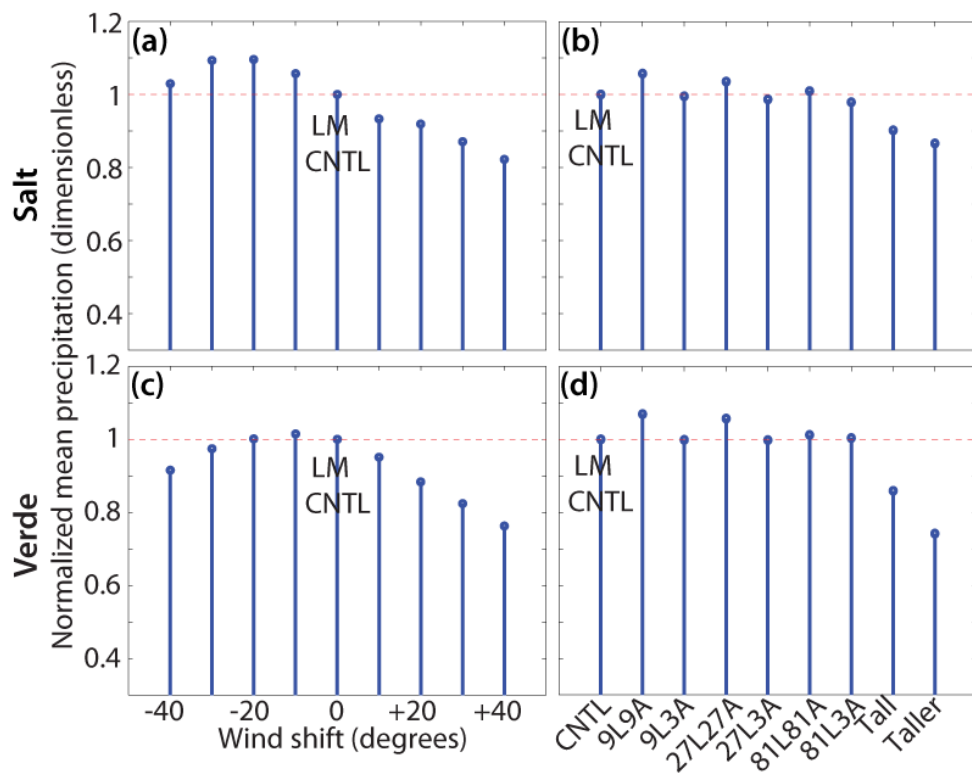 (a)
(b)
1.2
1
0.8
0.6
0.4
LM
CNTL
LM
CNTL
Salt
Normalized mean precipitation (dimensionless)
Verde
(c)
(d)
1.2
1
0.8
0.6
0.4
LM
CNTL
LM
CNTL
-40
-20
0
+20
+40
Wind shift (degrees)
CNTL
9L9A
9L3A
27L27A
27L3A
81L81A
81L3A
Tall
Taller